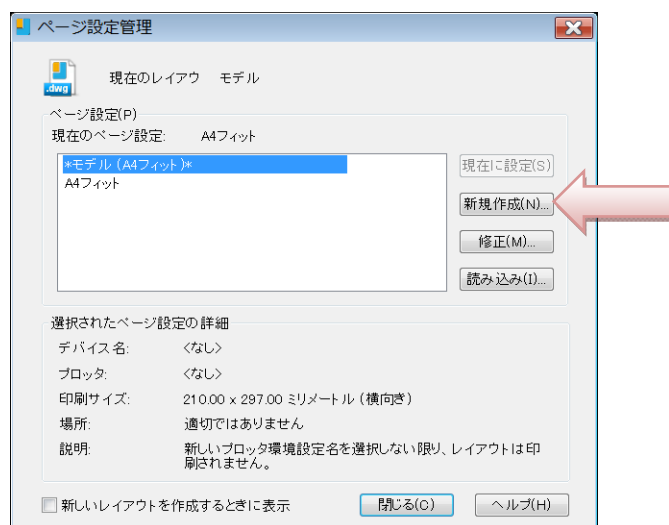 ページ設定管理
.dwg
現在のレイアウ モデル
ページ設定(P)
現在のページ設定: A4フィット
*モデル (A4フィット)*
A4フィット
現在に設定(S)
新規作成(N)...
修正(M)...
読み込み(I)...
選択されたページ設定の詳細
デバイス名: <なし>
プロッタ: <なし>
印刷サイズ: 210.00 x 297.00 ミリメートル (横向き)
場所: 適切ではありません
説明: 新しいプロッタ環境設定名を選択しない限り、レイアウトは印
刷されません。
新しいレイアウトを作成するときに表示
閉じる(C)
ヘルプ(H)